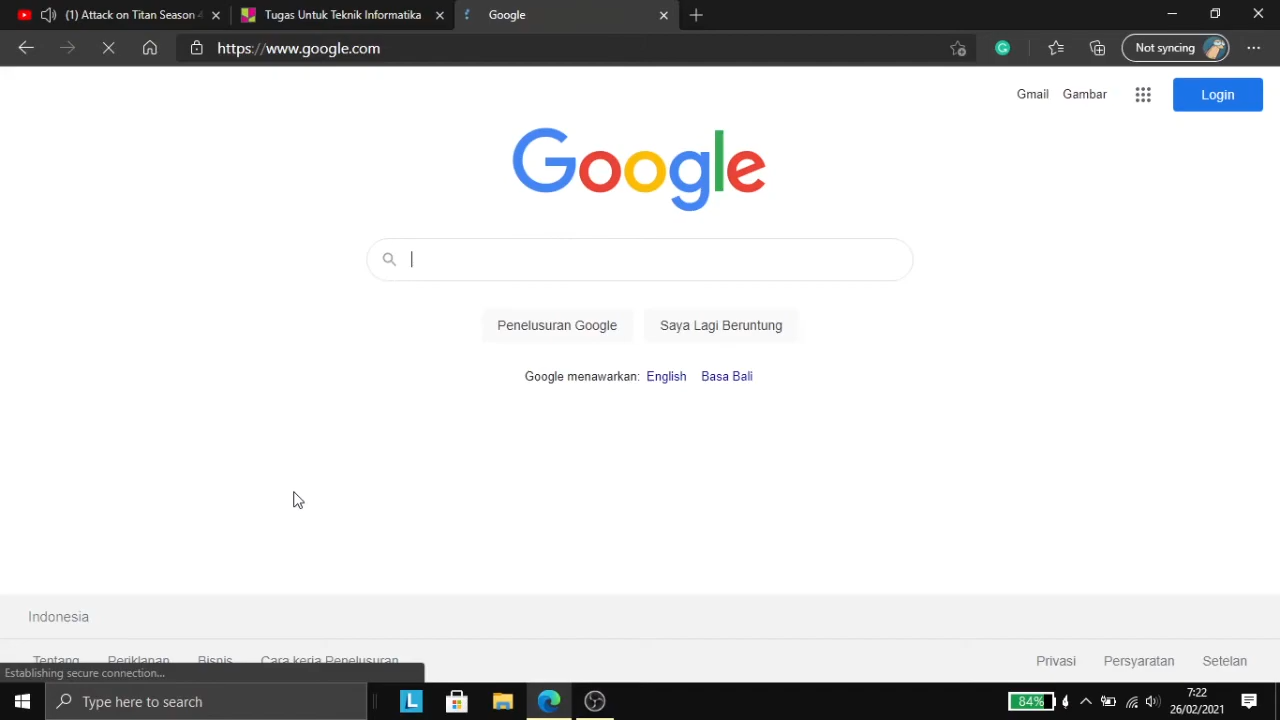 (1) Attack on Titan Season 4
Tugas Untuk Teknik Informatika
Google
https://www.google.com
Not syncing
Gmail
Gambar
Login
Google
Penelusuran Google
Saya Lagi Beruntung
Google menawarkan: English Basa Bali
Indonesia
Tentang
Periklanan
Bisnis
Cara kerja Penelusuran
Privasi
Persyaratan
Setelan
Establishing secure connection...
Type here to search
L
84%
7:22
26/02/2021